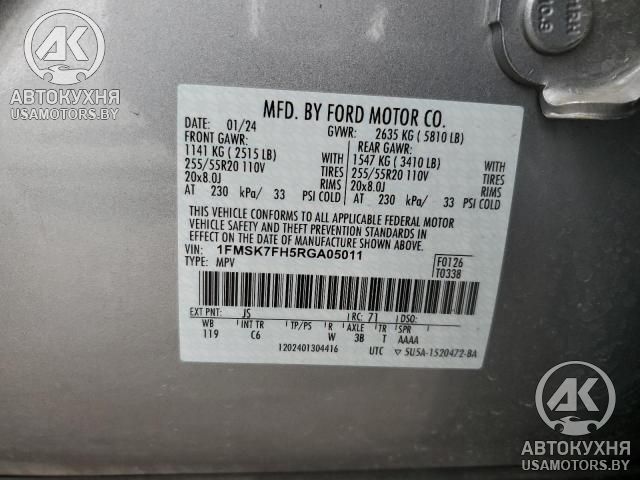 АВТОКУХНЯ
USAMOTORS.BY
АВТОКУХНЯ
USAMOTORS.BY
MFD. BY FORD MOTOR CO.
DATE: 01/24 GVWR: 2635 KG ( 5810 LB)
FRONT GAWR: REAR GAWR:
1141 KG ( 2515 LB) WITH 1547 KG ( 3410 LB) WITH
255/55R20 110V TIRES 255/55R20 110V TIRES
20x8.0J RIMS 20x8.0J RIMS
AT 230 kPa/ 33 PSI COLD AT 230 kPa/ 33 PSI COLD
THIS VEHICLE CONFORMS TO ALL APPLICABLE FEDERAL MOTOR
VEHICLE SAFETY AND THEFT PREVENTION STANDARDS IN
EFFECT ON THE DATE OF MANUFACTURE SHOWN ABOVE.
VIN: 1FMSK7FH5RGA05011
TYPE: MPV
F0126
T0338
EXT PNT: JS RC: 71 DSO:
WB INT TR TP/PS R AXLE TR SPR
119 C6 W 3B T AAAA
1202401304416 UTC ▽ 5U5A-1520472-BA
АВТОКУХНЯ
USAMOTORS.BY